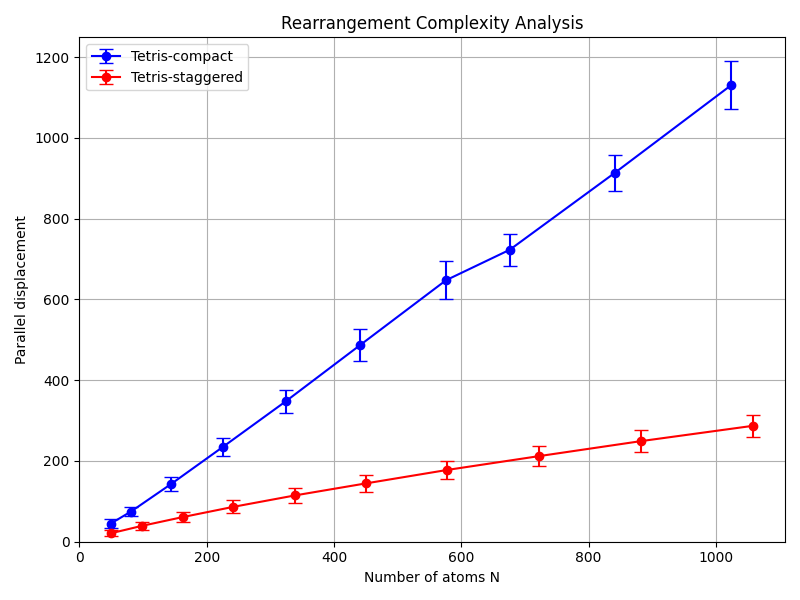 Rearrangement Complexity Analysis
Tetris-compact
Tetris-staggered
Parallel displacement
1200
1000
800
600
400
200
0
0 200 400 600 800 1000
Number of atoms N